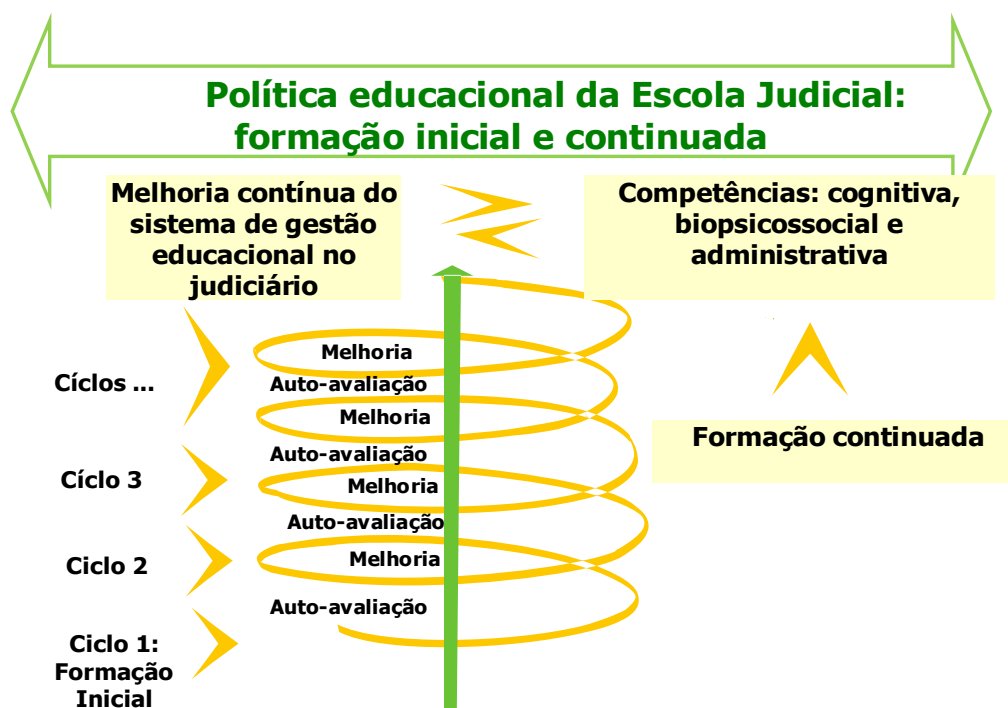 Política educacional da Escola Judicial:
formação inicial e continuada
Melhoria contínua do
sistema de gestão
educacional no
judiciário
Competências: cognitiva,
biopsicossocial e
administrativa
Melhoria
Cíclos ...
Auto-avaliação
Melhoria
Formação continuada
Auto-avaliação
Cíclo 3
Melhoria
Auto-avaliação
Ciclo 2
Melhoria
Auto-avaliação
Ciclo 1:
Formação
Inicial